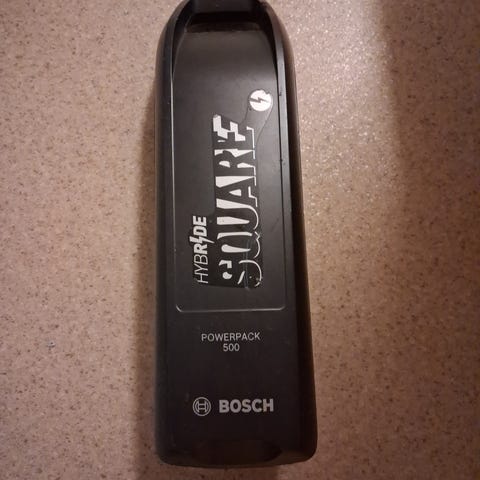 HYBRIDE
SQUARE
POWERPACK
500
BOSCH